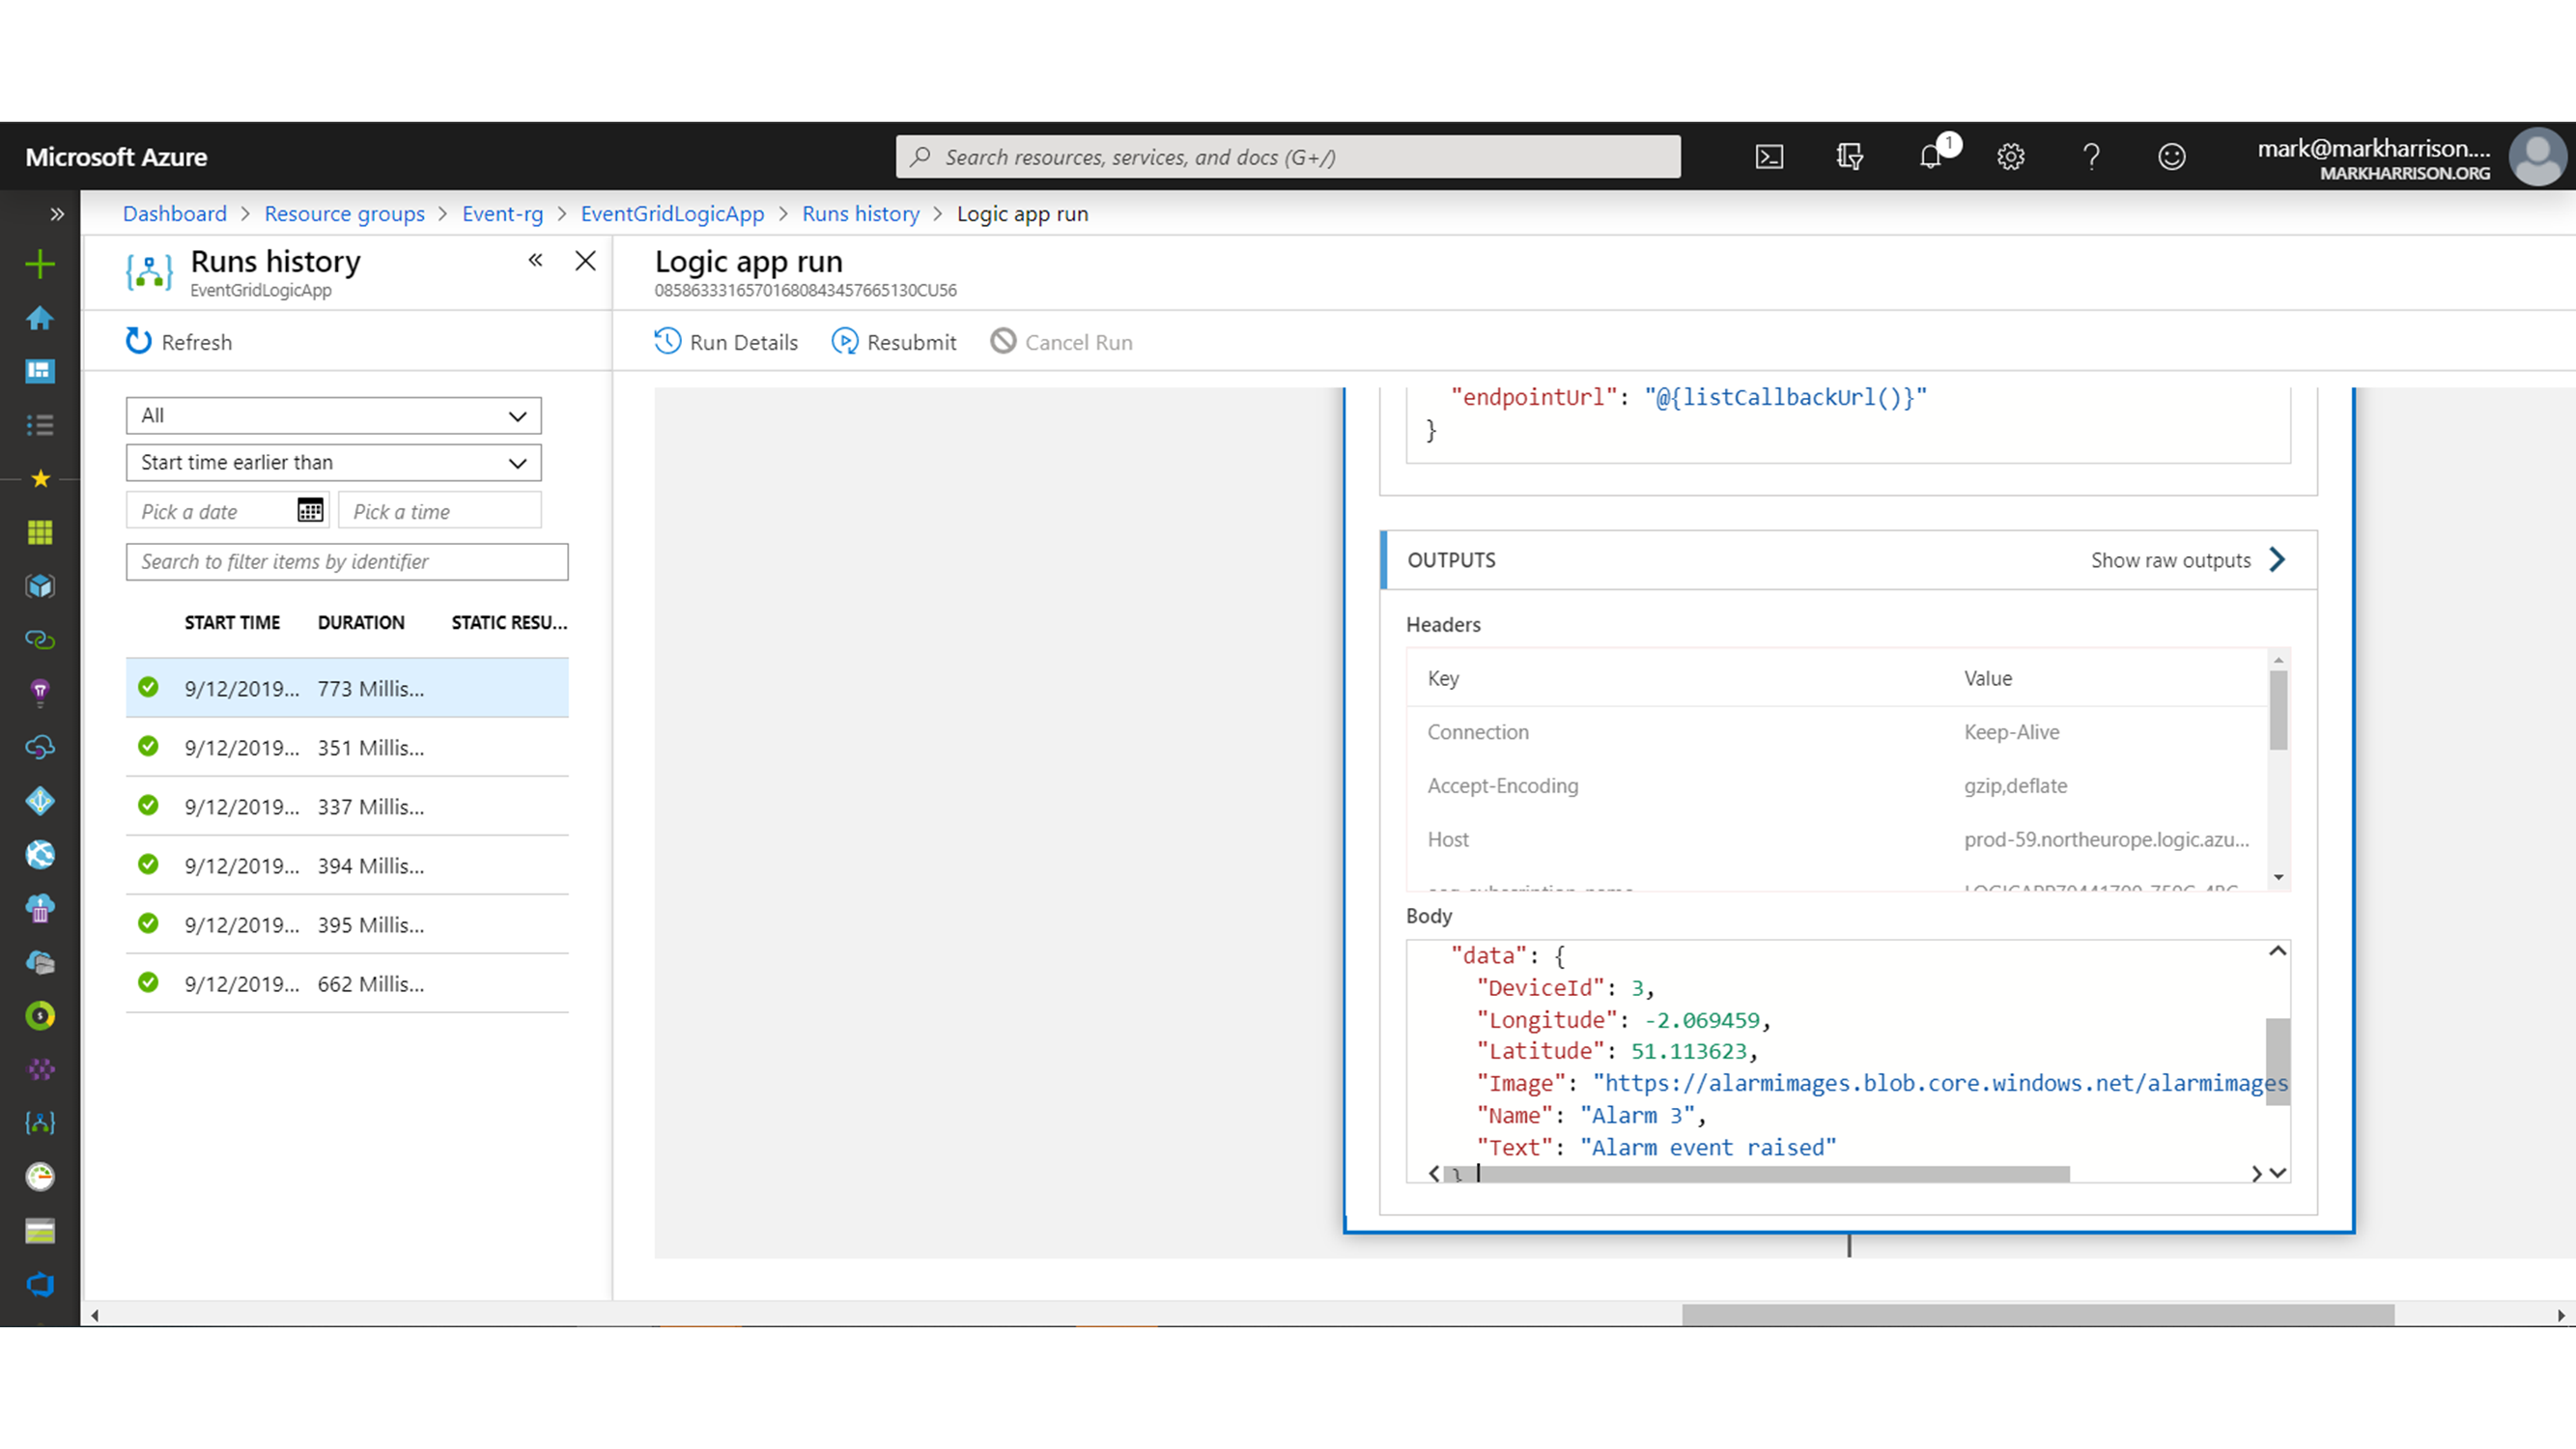 Microsoft Azure
Search resources, services, and docs (G+/)
1
mark@markharrison....
MARKHARRISON.ORG
Dashboard > Resource groups > Event-rg > EventGridLogicApp > Runs history > Logic app run
Runs history
EventGridLogicApp
Refresh
All
Start time earlier than
Pick a date
Pick a time
Search to filter items by identifier
START TIME DURATION STATIC RESU...
9/12/2019... 773 Millis...
9/12/2019... 351 Millis...
9/12/2019... 337 Millis...
9/12/2019... 394 Millis...
9/12/2019... 395 Millis...
9/12/2019... 662 Millis...
Logic app run
08586333165701680843457665130CU56
Run Details
Resubmit
Cancel Run
"endpointUrl": "@{listCallbackUrl()}"
}
OUTPUTS
Show raw outputs
Headers
Key Value
Connection Keep-Alive
Accept-Encoding gzip,deflate
Host prod-59.northeurope.logic.azu...
Body
"data": {
"DeviceId": 3,
"Longitude": -2.069459,
"Latitude": 51.113623,
"Image": "https://alarmimages.blob.core.windows.net/alarmimages
"Name": "Alarm 3",
"Text": "Alarm event raised"
}